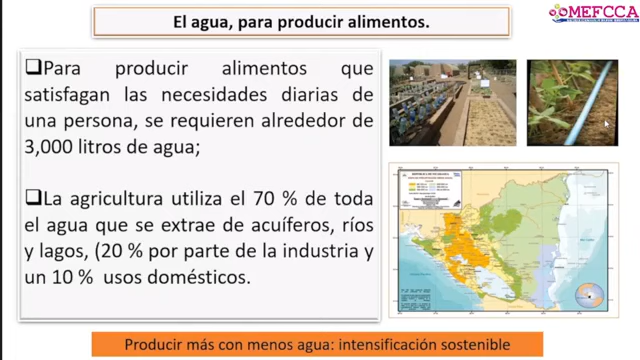 El agua, para producir alimentos.
MEFCCA
Para producir alimentos que
satisfagan las necesidades diarias de
una persona, se requieren alrededor de
3,000 litros de agua;
La agricultura utiliza el 70 % de toda
el agua que se extrae de acuíferos, ríos
y lagos, (20 % por parte de la industria y
un 10 % usos domésticos.
Producir más con menos agua: intensificación sostenible